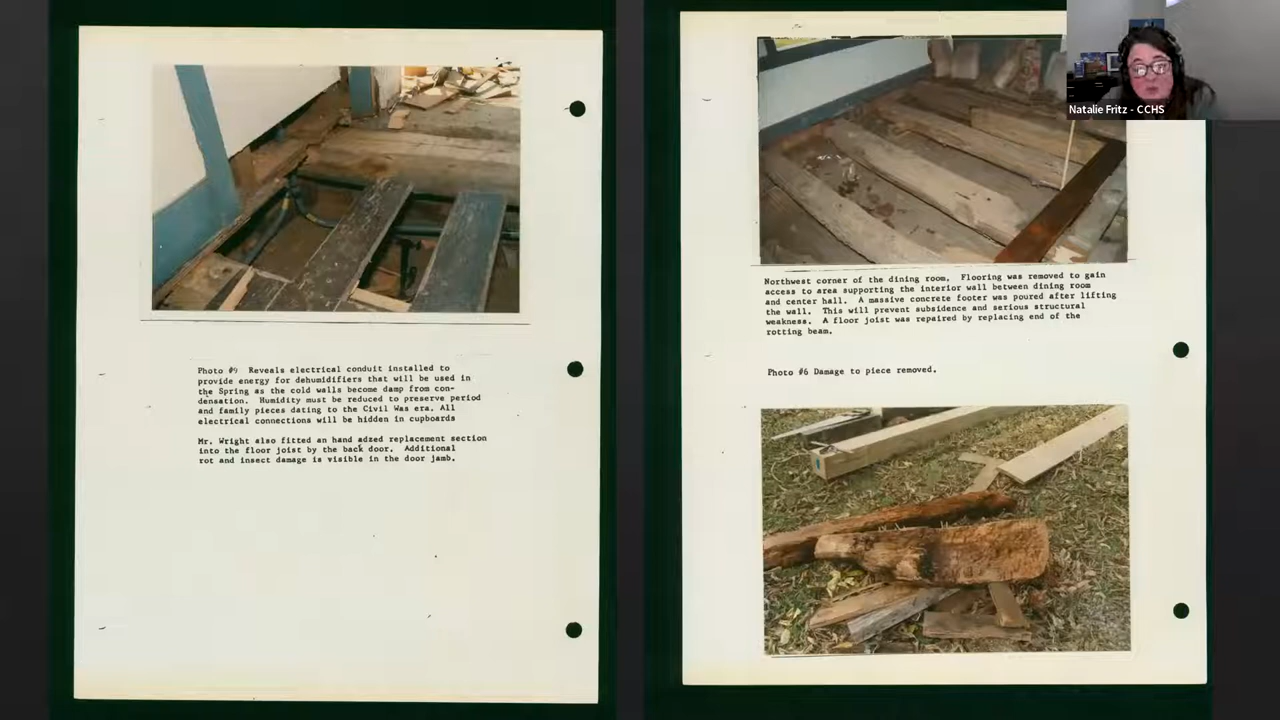 Photo #9 Reveals electrical conduit installed to
provide energy for dehumidifiers that will be used in
the Spring as the cold walls become damp from con-
densation. Humidity must be reduced to preserve period
and family pieces dating to the Civil Was era. All
electrical connections will be hidden in cupboards
Mr. Wright also fitted an hand adzed replacement section
into the floor joist by the back door. Additional
rot and insect damage is visible in the door jamb.
Northwest corner of the dining room. Flooring was removed to gain
access to area supporting the interior wall between dining room
and center hall. A massive concrete footer was poured after lifting
the wall. This will prevent subsidence and serious structural
weakness. A floor joist was repaired by replacing end of the
rotting beam.
Photo #6 Damage to piece removed.
Natalie Fritz - CCHS